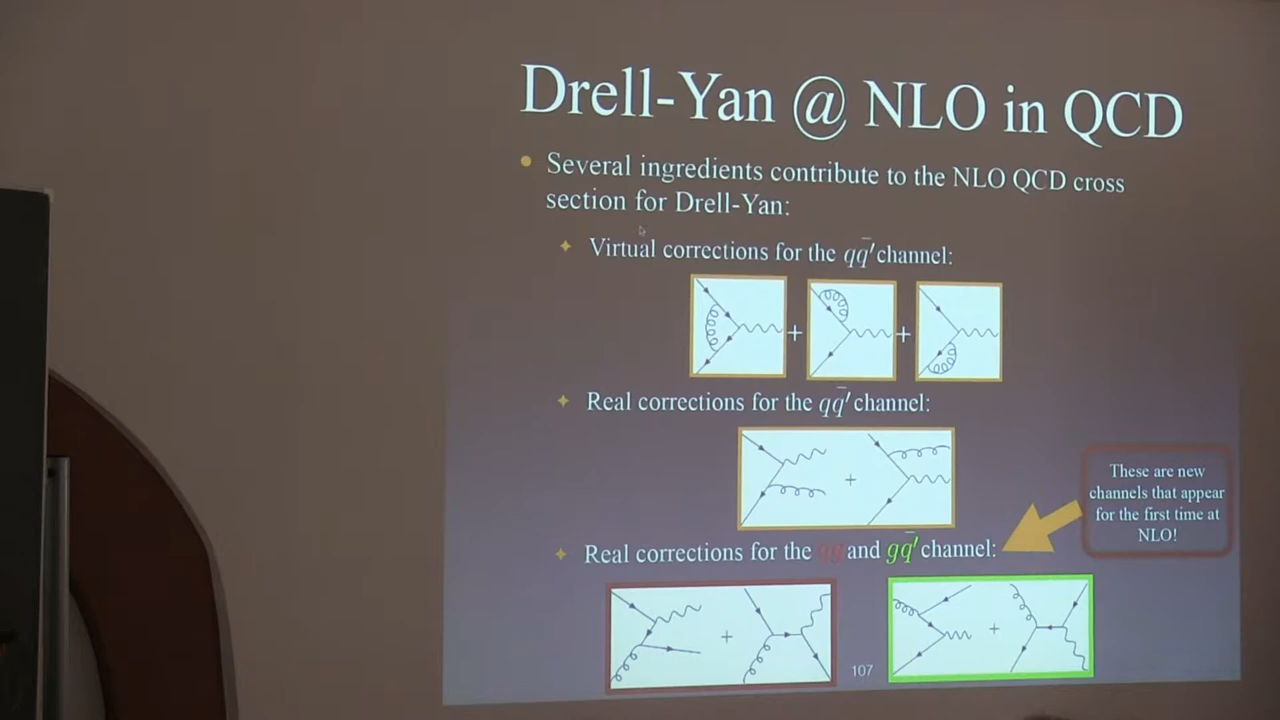 Drell-Yan @ NLO in QCD
• Several ingredients contribute to the NLO QCD cross
section for Drell-Yan:
✦ Virtual corrections for the qq̄′ channel:
+ +
✦ Real corrections for the qq̄′ channel:
+
These are new
channels that appear
for the first time at
NLO!
✦ Real corrections for the and gq̄′ channel:
+ +
107